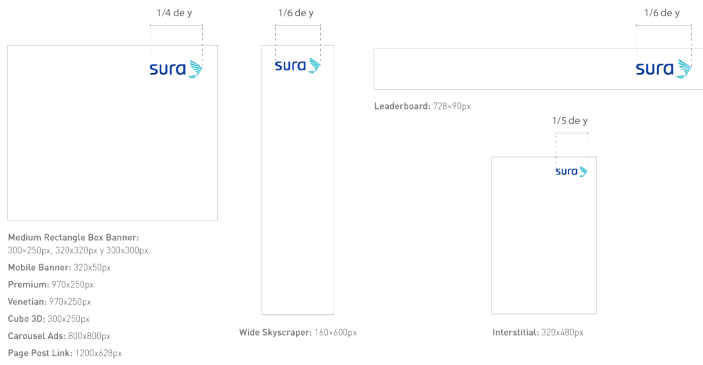 1/4 de y
sura
Medium Rectangle Box Banner:
300×250px, 320x320px y 300x300px.
Mobile Banner: 320x50px
Premium: 970x250px
Venetian: 970x250px
Cubo 3D: 300x250px
Carousel Ads: 800x800px
Page Post Link: 1200x628px
1/6 de y
sura
Wide Skyscraper: 160×600px
1/6 de y
sura
Leaderboard: 728×90px
1/5 de y
sura
Interstitial: 320x480px